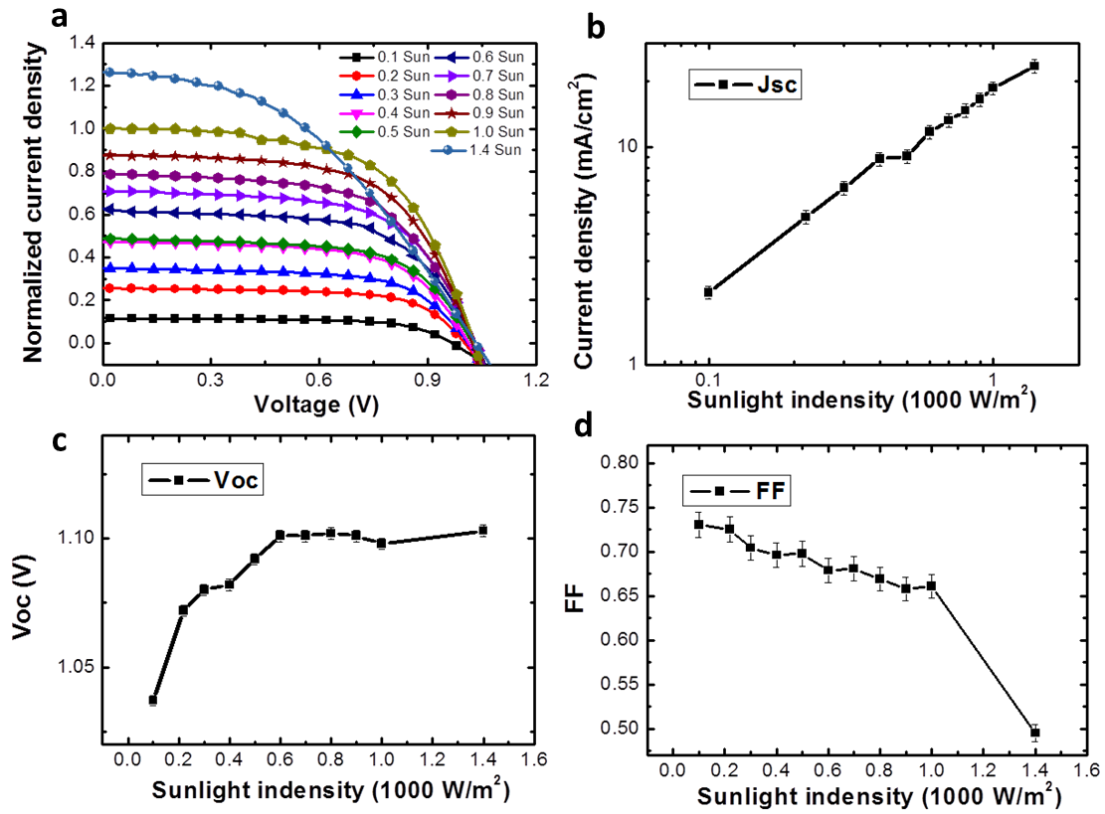 a
Normalized current density
1.4
1.2
1.0
0.8
0.6
0.4
0.2
0.0
0.0 0.3 0.6 0.9 1.2
Voltage (V)
0.1 Sun
0.2 Sun
0.3 Sun
0.4 Sun
0.5 Sun
0.6 Sun
0.7 Sun
0.8 Sun
0.9 Sun
1.0 Sun
1.4 Sun
b
Current density (mA/cm²)
10
1
0.1 1
Sunlight indensity (1000 W/m²)
Jsc
c
Voc (V)
1.10
1.05
0.0 0.2 0.4 0.6 0.8 1.0 1.2 1.4 1.6
Sunlight indensity (1000 W/m²)
Voc
d
FF
0.80
0.75
0.70
0.65
0.60
0.55
0.50
0.0 0.2 0.4 0.6 0.8 1.0 1.2 1.4 1.6
Sunlight indensity (1000 W/m²)
FF